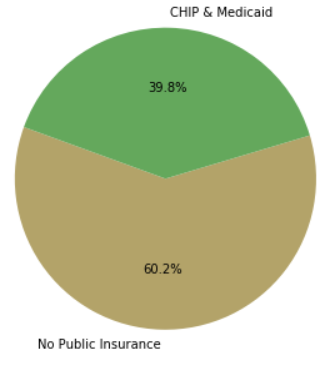 CHIP & Medicaid
39.8%
60.2%
No Public Insurance